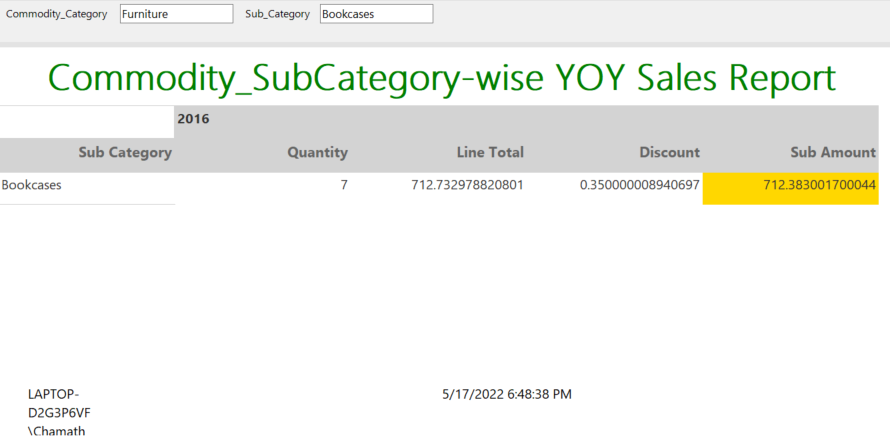 Commodity_Category Furniture Sub_Category Bookcases
Commodity_SubCategory-wise YOY Sales Report
2016
Sub Category Quantity Line Total Discount Sub Amount
Bookcases 7 712.732978820801 0.350000008940697 712.383001700044
LAPTOP- 5/17/2022 6:48:38 PM
D2G3P6VF
\Chamath